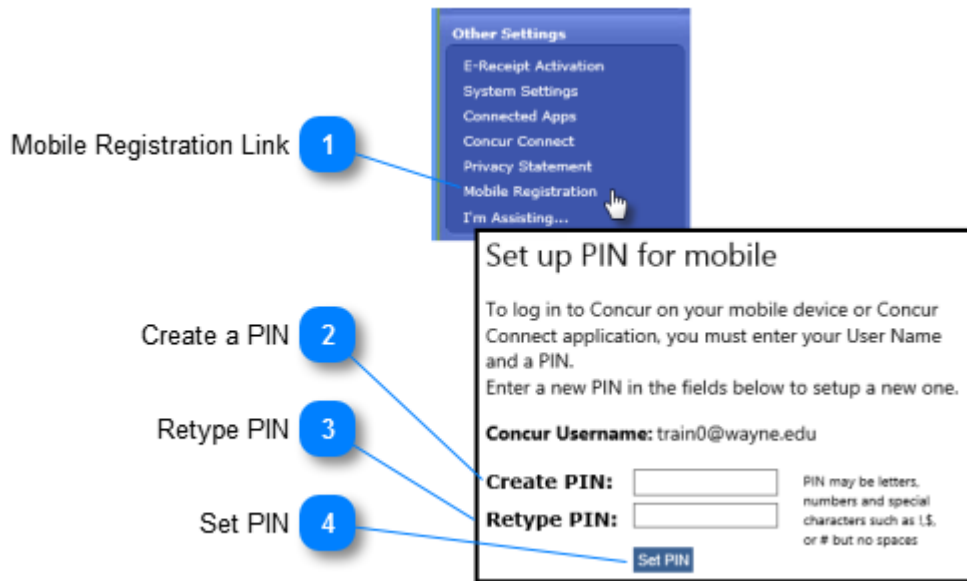 Other Settings
E-Receipt Activation
System Settings
Connected Apps
Concur Connect
Privacy Statement
Mobile Registration
I'm Assisting...
Mobile Registration Link 1
Set up PIN for mobile
To log in to Concur on your mobile device or Concur
Connect application, you must enter your User Name
and a PIN.
Enter a new PIN in the fields below to setup a new one.
Concur Username: train0@wayne.edu
Create a PIN 2
Retype PIN 3
Set PIN 4
Create PIN:
Retype PIN:
PIN may be letters,
numbers and special
characters such as !,$,
or # but no spaces
Set PIN